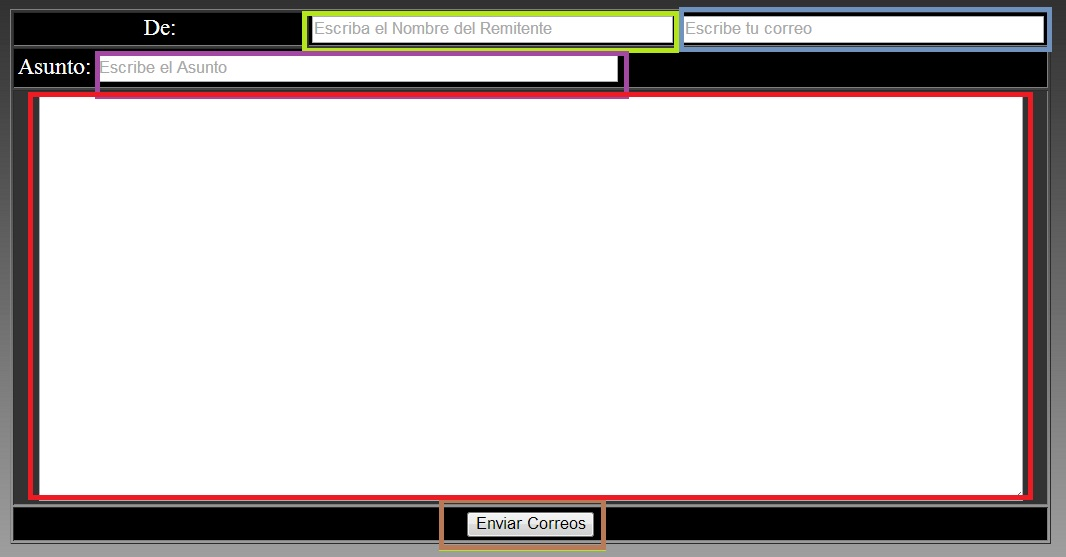 De: Escriba el Nombre del Remitente Escribe tu correo
Asunto: Escribe el Asunto
Enviar Correos